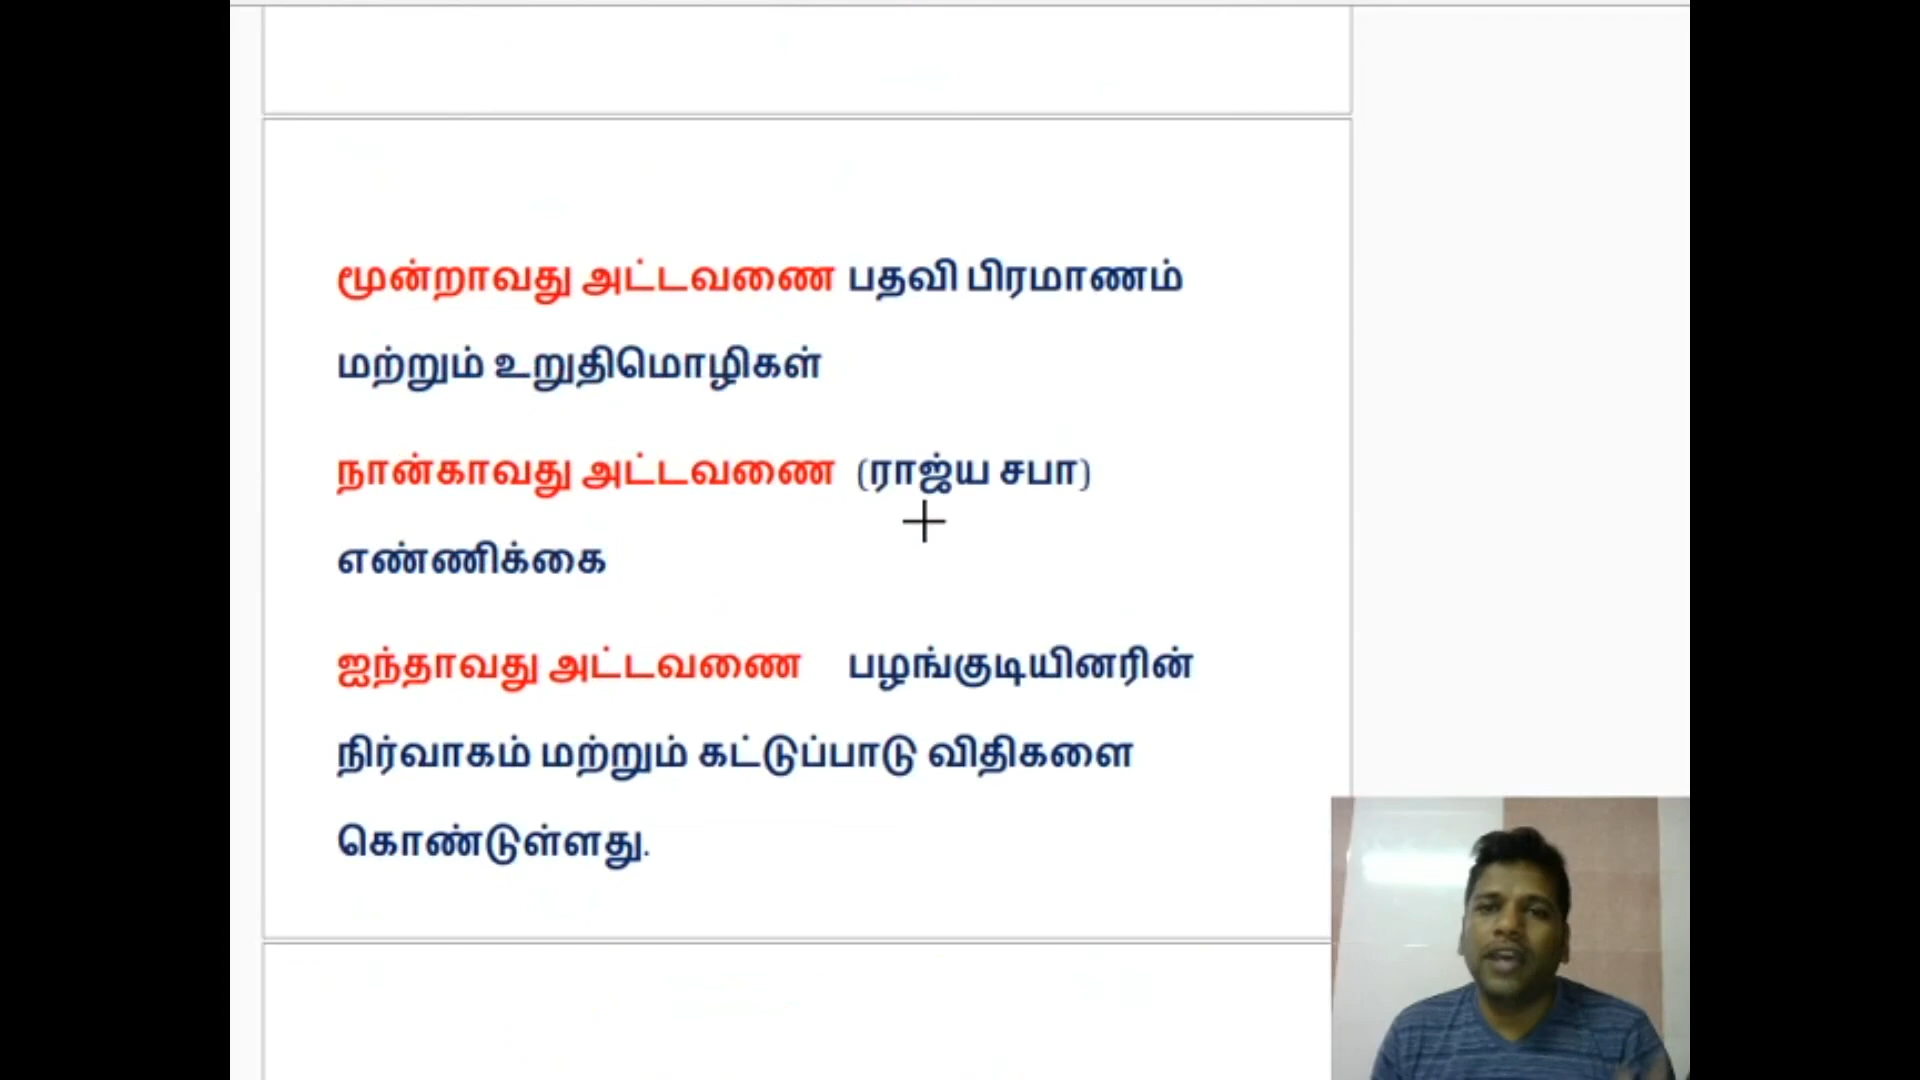 மூன்றாவது அட்டவணை பதவி பிரமாணம்
மற்றும் உறுதிமொழிகள்
நான்காவது அட்டவணை (ராஜ்ய சபா)
எண்ணிக்கை
ஐந்தாவது அட்டவணை பழங்குடியினரின்
நிர்வாகம் மற்றும் கட்டுப்பாடு விதிகளை
கொண்டுள்ளது.